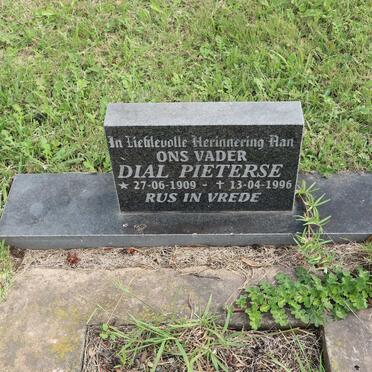 In Liefdevolle Herinnering Aan
ONS VADER
DIAL PIETERSE
★ 27-06-1909 - ✝ 13-04-1996
RUS IN VREDE